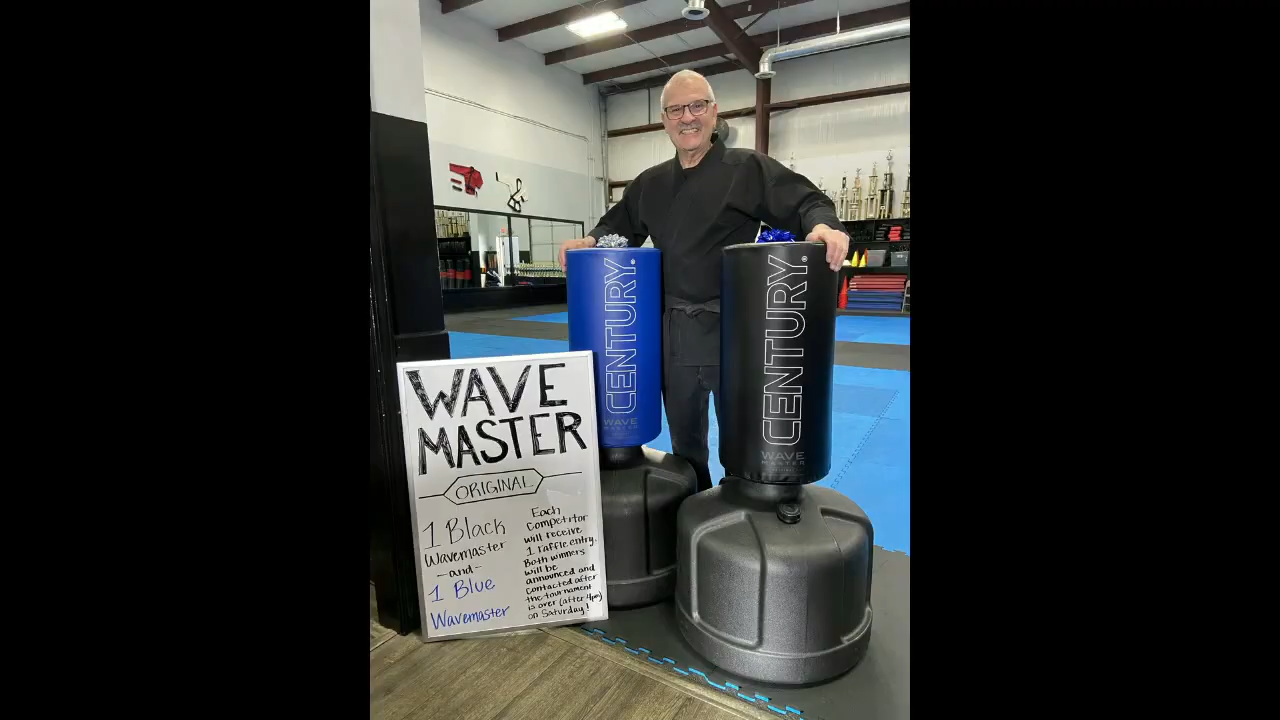 WAVE
MASTER
ORIGINAL
1 Black
Wavemaster
-and-
1 Blue
Wavemaster
Each
Competitor
will receive
1 raffle entry.
Both winners
will be
announced and
contacted after
the tournament
is over (after 4pm)
on Saturday!
CENTURY®
WAVE
MASTER
CENTURY®
WAVE
MASTER